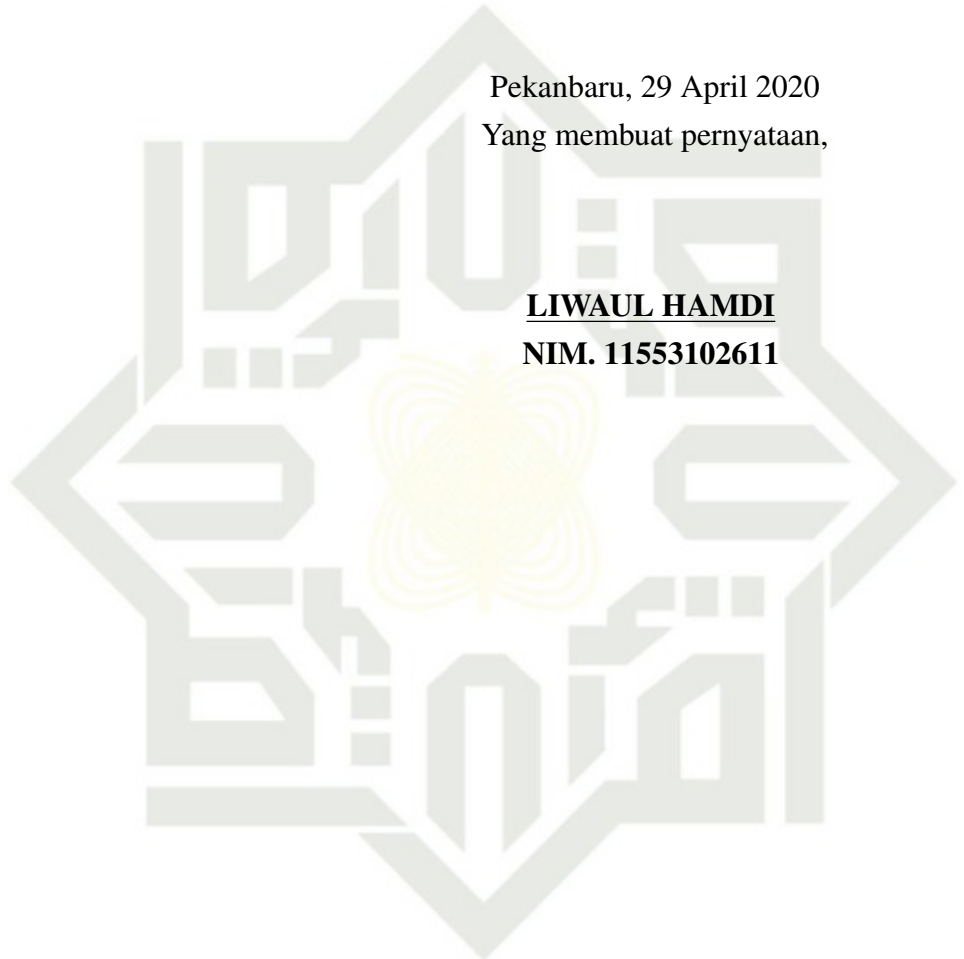 Pekanbaru, 29 April 2020
Yang membuat pernyataan,
LIWAUL HAMDI
NIM. 11553102611